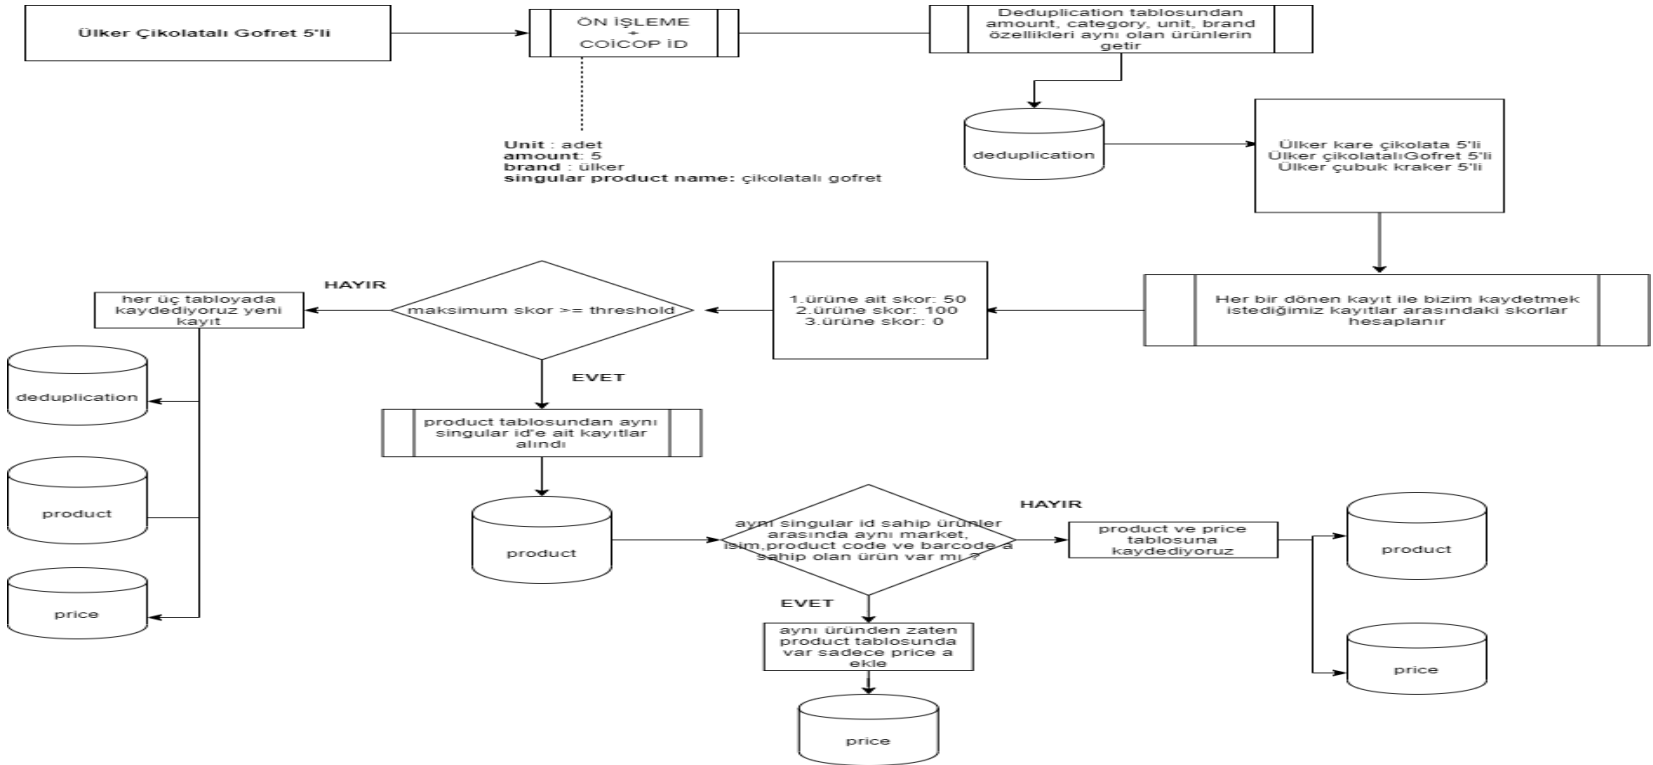 Ülker Çikolatalı Gofret 5'li
ÖN İŞLEME
+
COİCOP İD
Deduplication tablosundan
amount, category, unit, brand
özellikleri aynı olan ürünlerin
getir
Unit : adet
amount: 5
brand : ülker
singular product name: çikolatalı gofret
deduplication
Ülker kare çikolata 5'li
Ülker çikolatalıGofret 5'li
Ülker çubuk kraker 5'li
Her bir dönen kayıt ile bizim kaydetmek
istediğimiz kayıtlar arasındaki skorlar
hesaplanır
1.ürüne ait skor: 50
2.ürüne skor: 100
3.ürüne skor: 0
maksimum skor >= threshold
HAYIR
her üç tabloyada
kaydediyoruz yeni
kayıt
deduplication
product
price
EVET
product tablosundan aynı
singular id'e ait kayıtlar
alındı
product
aynı singular id sahip ürünler
arasında aynı market,
isim,product code ve barcode a
sahip olan ürün var mı ?
HAYIR
product ve price
tablosuna
kaydediyoruz
product
price
EVET
aynı üründen zaten
product tablosunda
var sadece price a
ekle
price